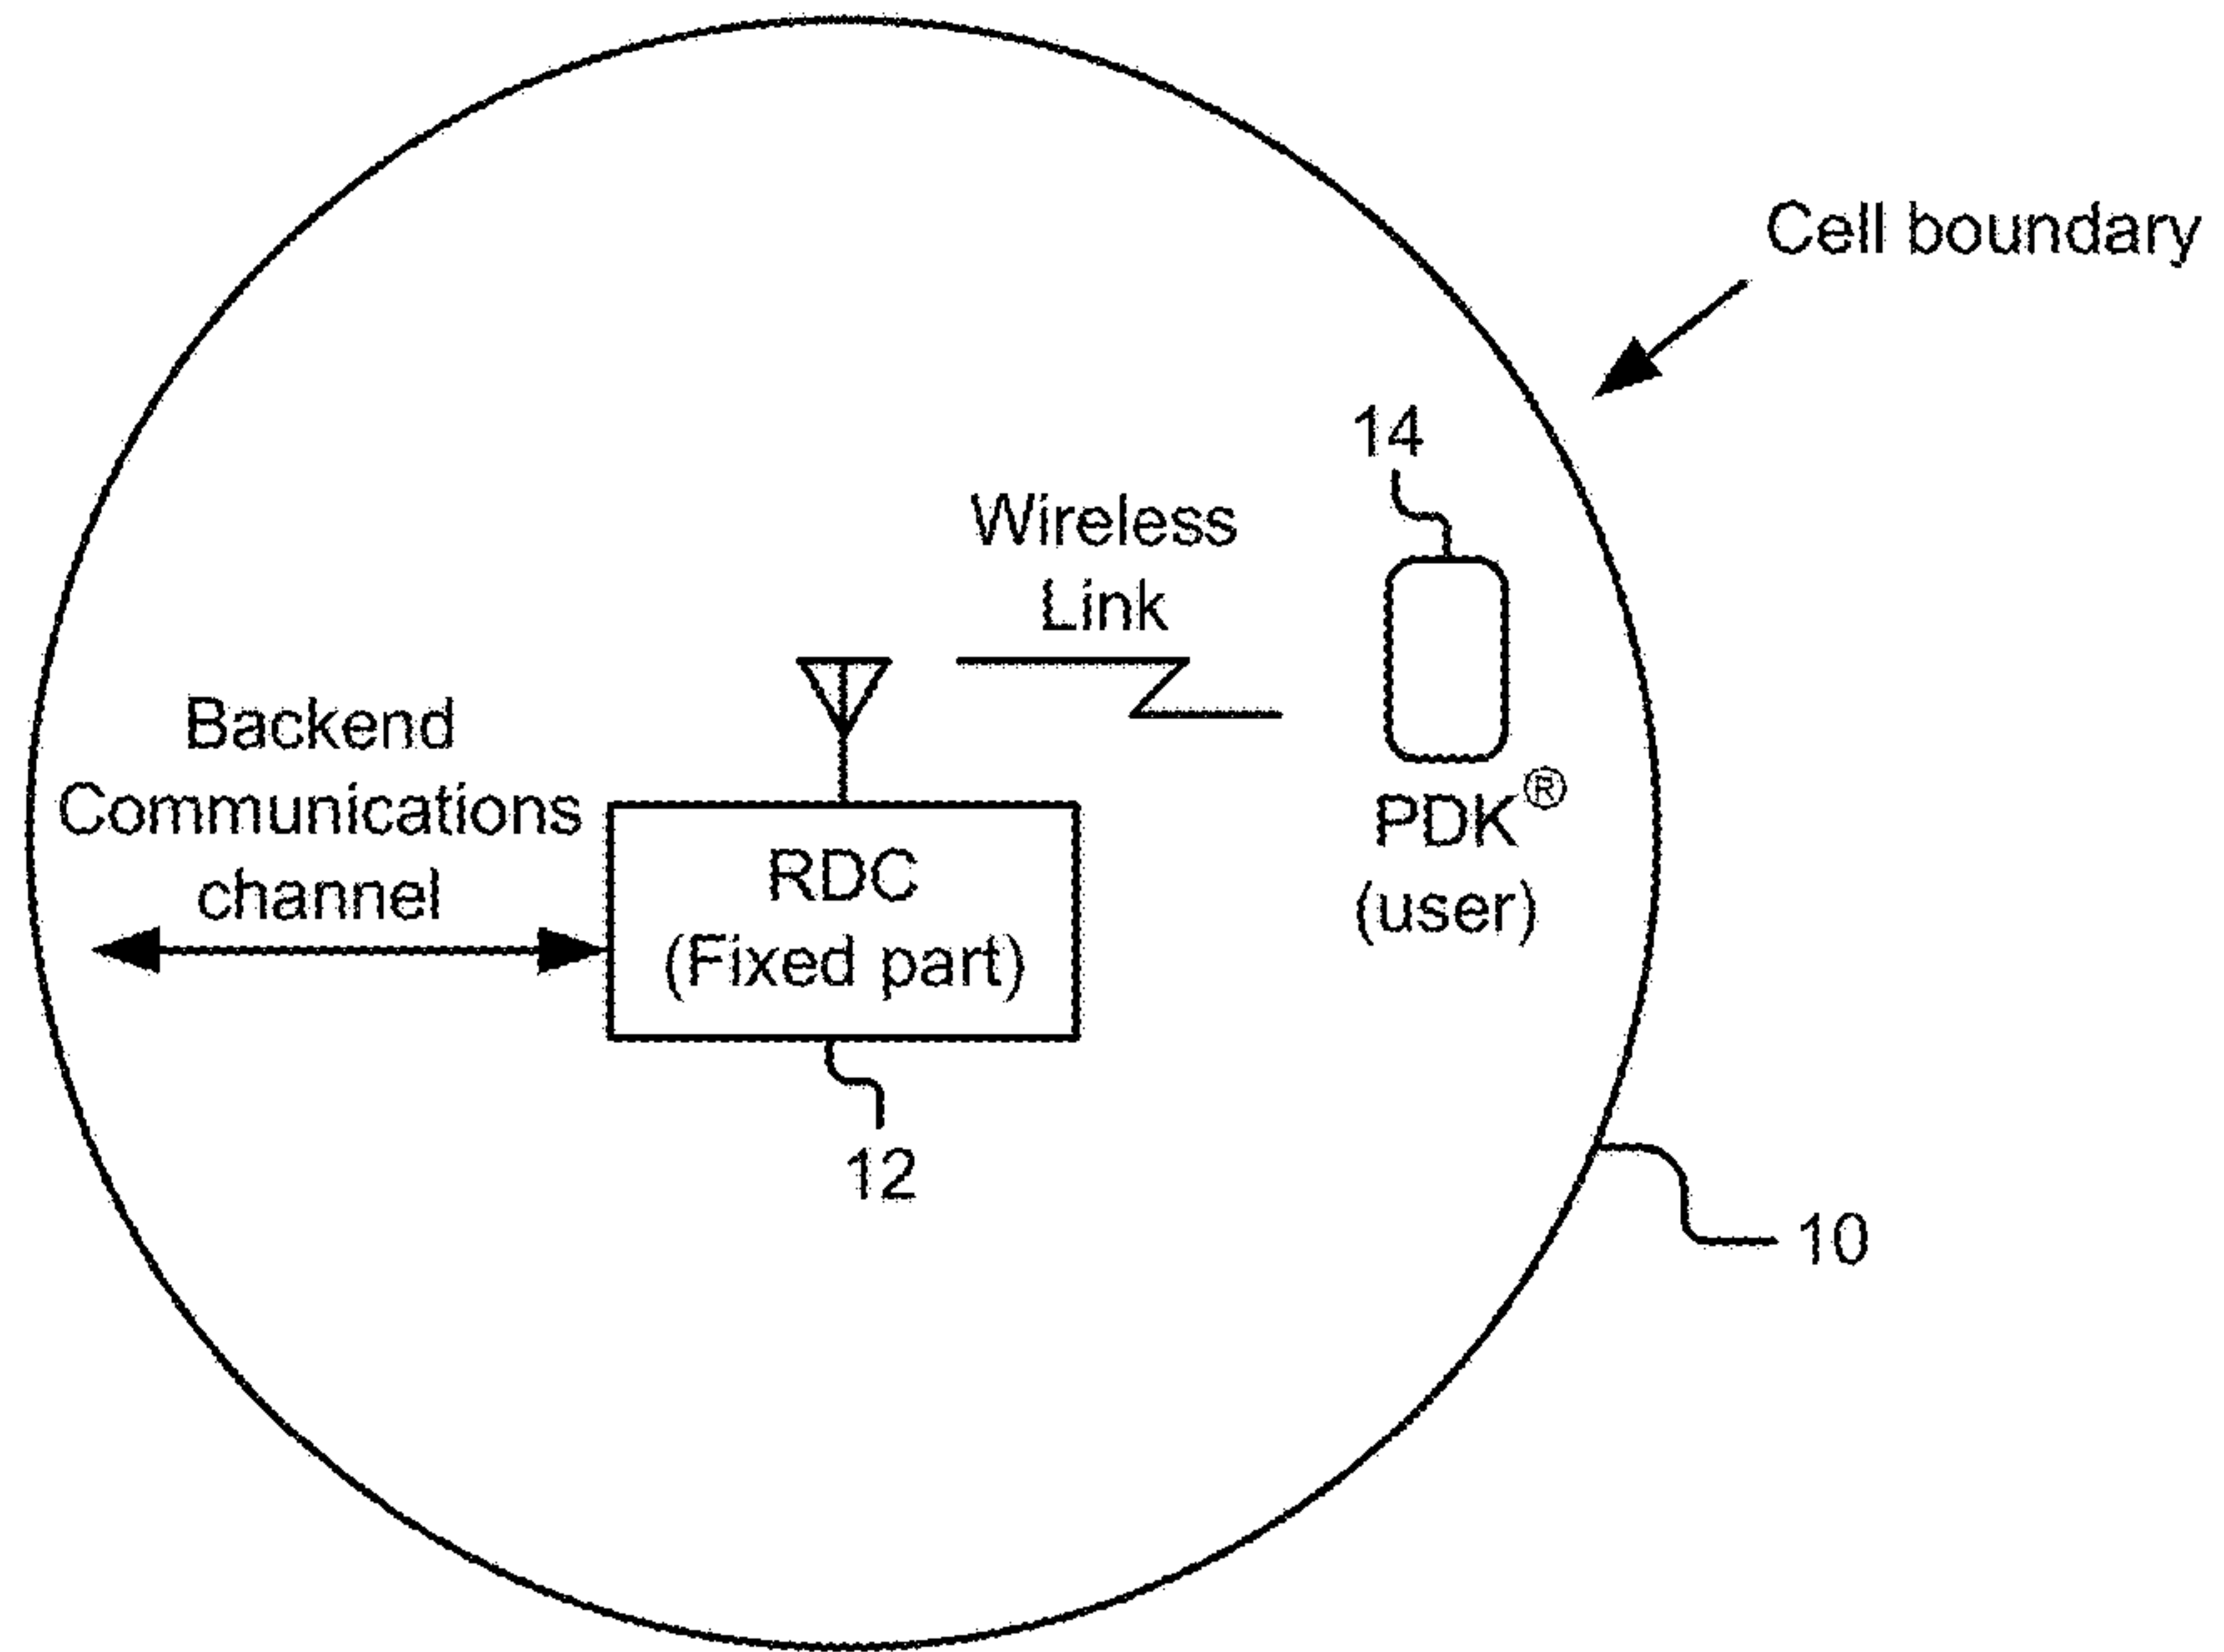 Cell boundary
14
Wireless
Link
Backend
Communications
channel
PDK®
(user)
RDC
(Fixed part)
12
10